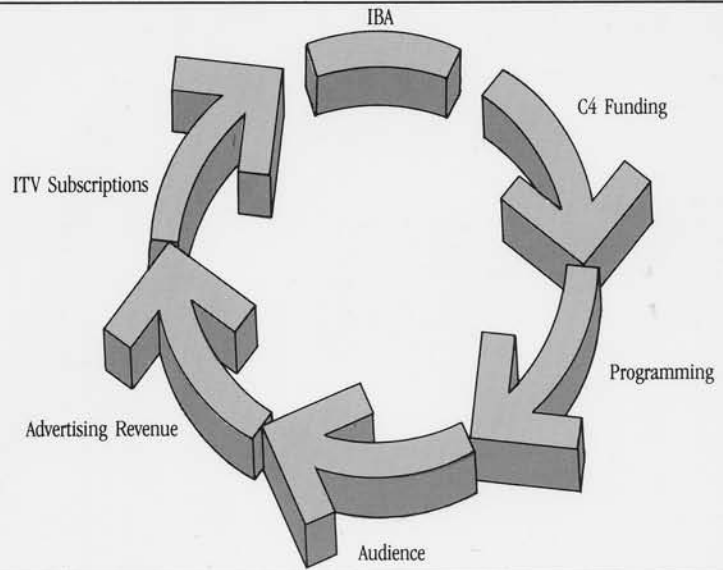 IBA
C4 Funding
Programming
Audience
Advertising Revenue
ITV Subscriptions